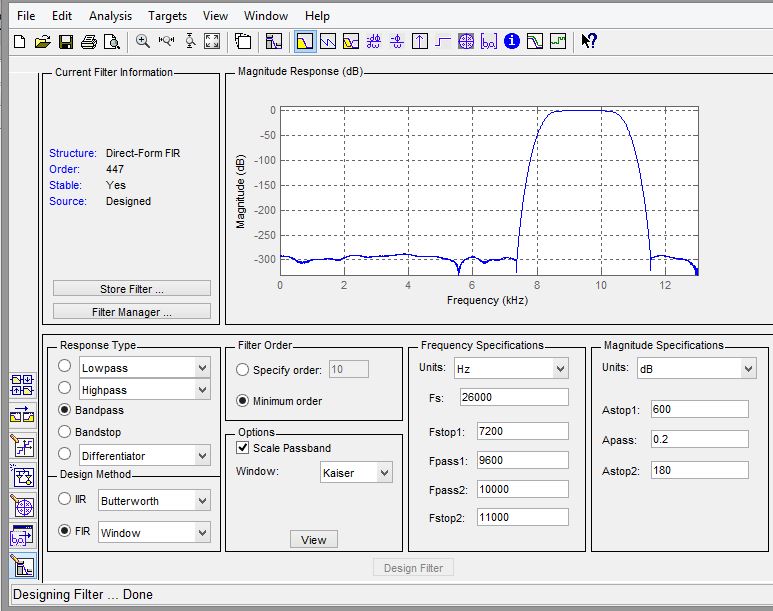 File Edit Analysis Targets View Window Help
Current Filter Information
Structure: Direct-Form FIR
Order: 447
Stable: Yes
Source: Designed
Store Filter ...
Filter Manager ...
Magnitude Response (dB)
Magnitude (dB)
0
-50
-100
-150
-200
-250
-300
0 2 4 6 8 10 12
Frequency (kHz)
Response Type
Lowpass
Highpass
Bandpass
Bandstop
Differentiator
Design Method
IIR Butterworth
FIR Window
Filter Order
Specify order: 10
Minimum order
Options
Scale Passband
Window: Kaiser
View
Frequency Specifications
Units: Hz
Fs: 26000
Fstop1: 7200
Fpass1: 9600
Fpass2: 10000
Fstop2: 11000
Magnitude Specifications
Units: dB
Astop1: 600
Apass: 0.2
Astop2: 180
Design Filter
Designing Filter ... Done